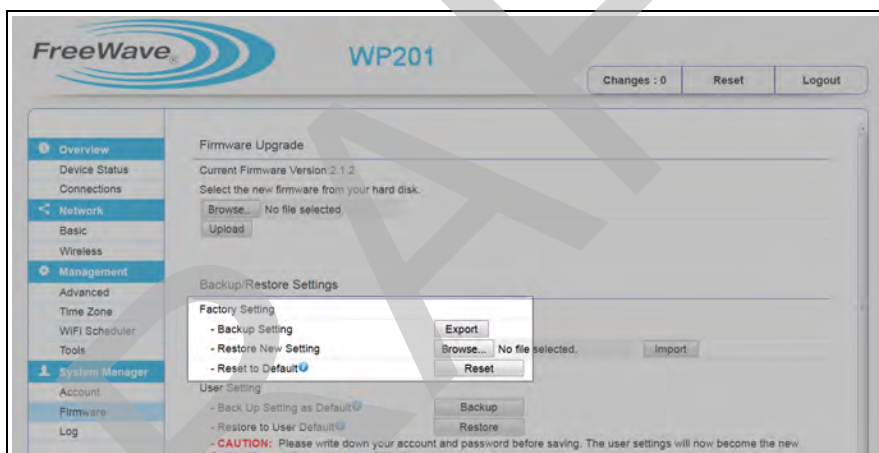 FreeWave®
WP201
Changes : 0 Reset Logout
Overview
Device Status
Connections
Network
Basic
Wireless
Management
Advanced
Time Zone
WiFi Scheduler
Tools
System Manager
Account
Firmware
Log
Firmware Upgrade
Current Firmware Version:2.1.2
Select the new firmware from your hard disk.
Browse... No file selected.
Upload
Backup/Restore Settings
Factory Setting
- Backup Setting Export
- Restore New Setting Browse... No file selected. Import
- Reset to Default Reset
User Setting
- Back Up Setting as Default Backup
- Restore to User Default Restore
- CAUTION: Please write down your account and password before saving. The user settings will now become the new